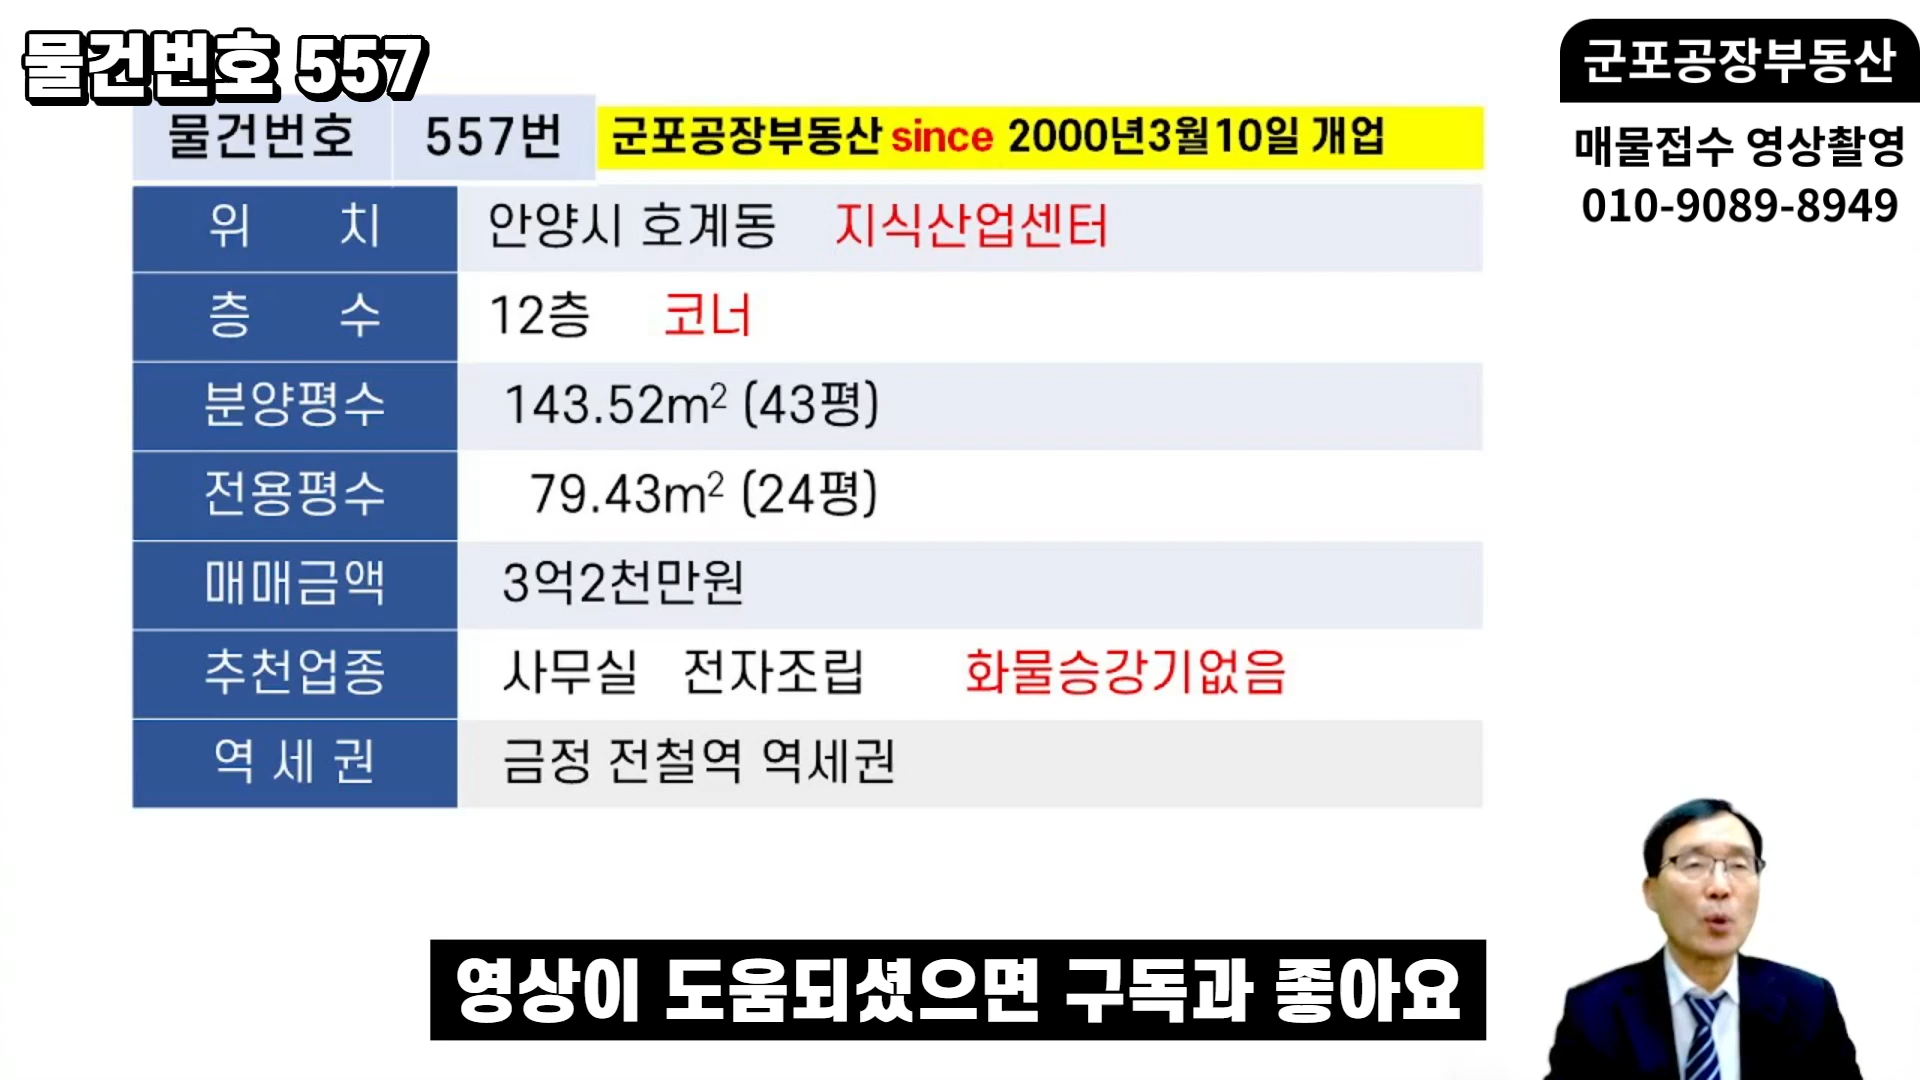 물건번호 557
군포공장부동산
매물접수 영상촬영
010-9089-8949
물건번호 557번 군포공장부동산 since 2000년3월10일 개업
위 치 안양시 호계동 지식산업센터
층 수 12층 코너
분양평수 143.52m² (43평)
전용평수 79.43m² (24평)
매매금액 3억2천만원
추천업종 사무실 전자조립 화물승강기없음
역 세 권 금정 전철역 역세권
영상이 도움되셨으면 구독과 좋아요